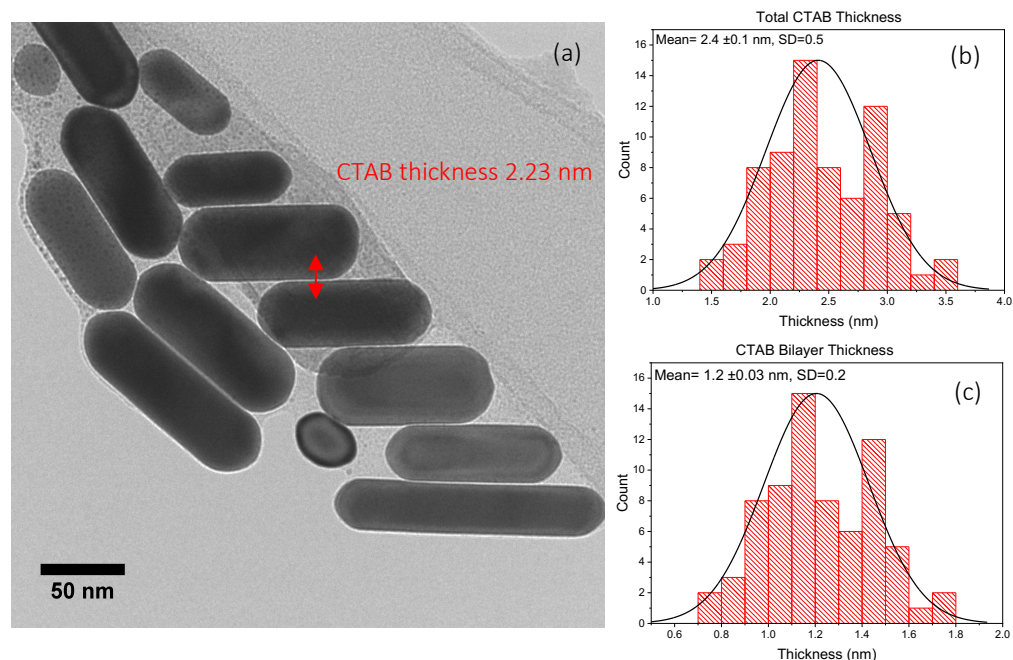 (a)
CTAB thickness 2.23 nm
50 nm
Total CTAB Thickness
Mean= 2.4 ±0.1 nm, SD=0.5
(b)
16
14
12
10
8
6
4
2
0
Count
1.0 1.5 2.0 2.5 3.0 3.5 4.0
Thickness (nm)
CTAB Bilayer Thickness
Mean= 1.2 ±0.03 nm, SD=0.2
(c)
16
14
12
10
8
6
4
2
0
Count
0.6 0.8 1.0 1.2 1.4 1.6 1.8 2.0
Thickness (nm)